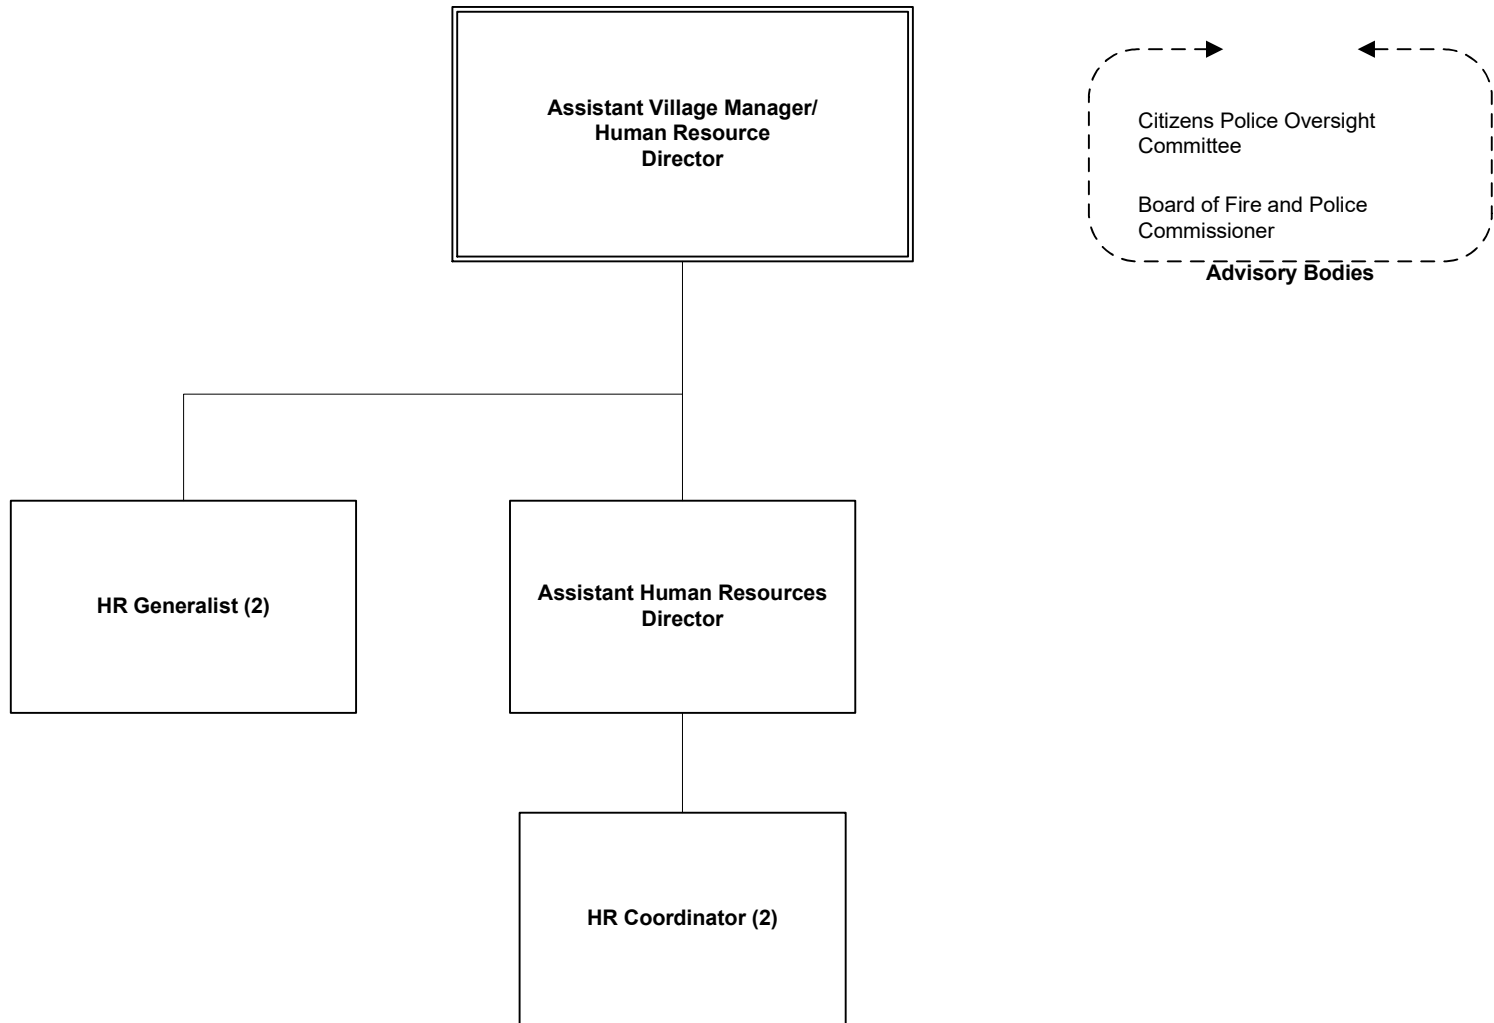 Assistant Village Manager/
Human Resource
Director
Citizens Police Oversight
Committee
Board of Fire and Police
Commissioner
Advisory Bodies
HR Generalist (2)
Assistant Human Resources
Director
HR Coordinator (2)